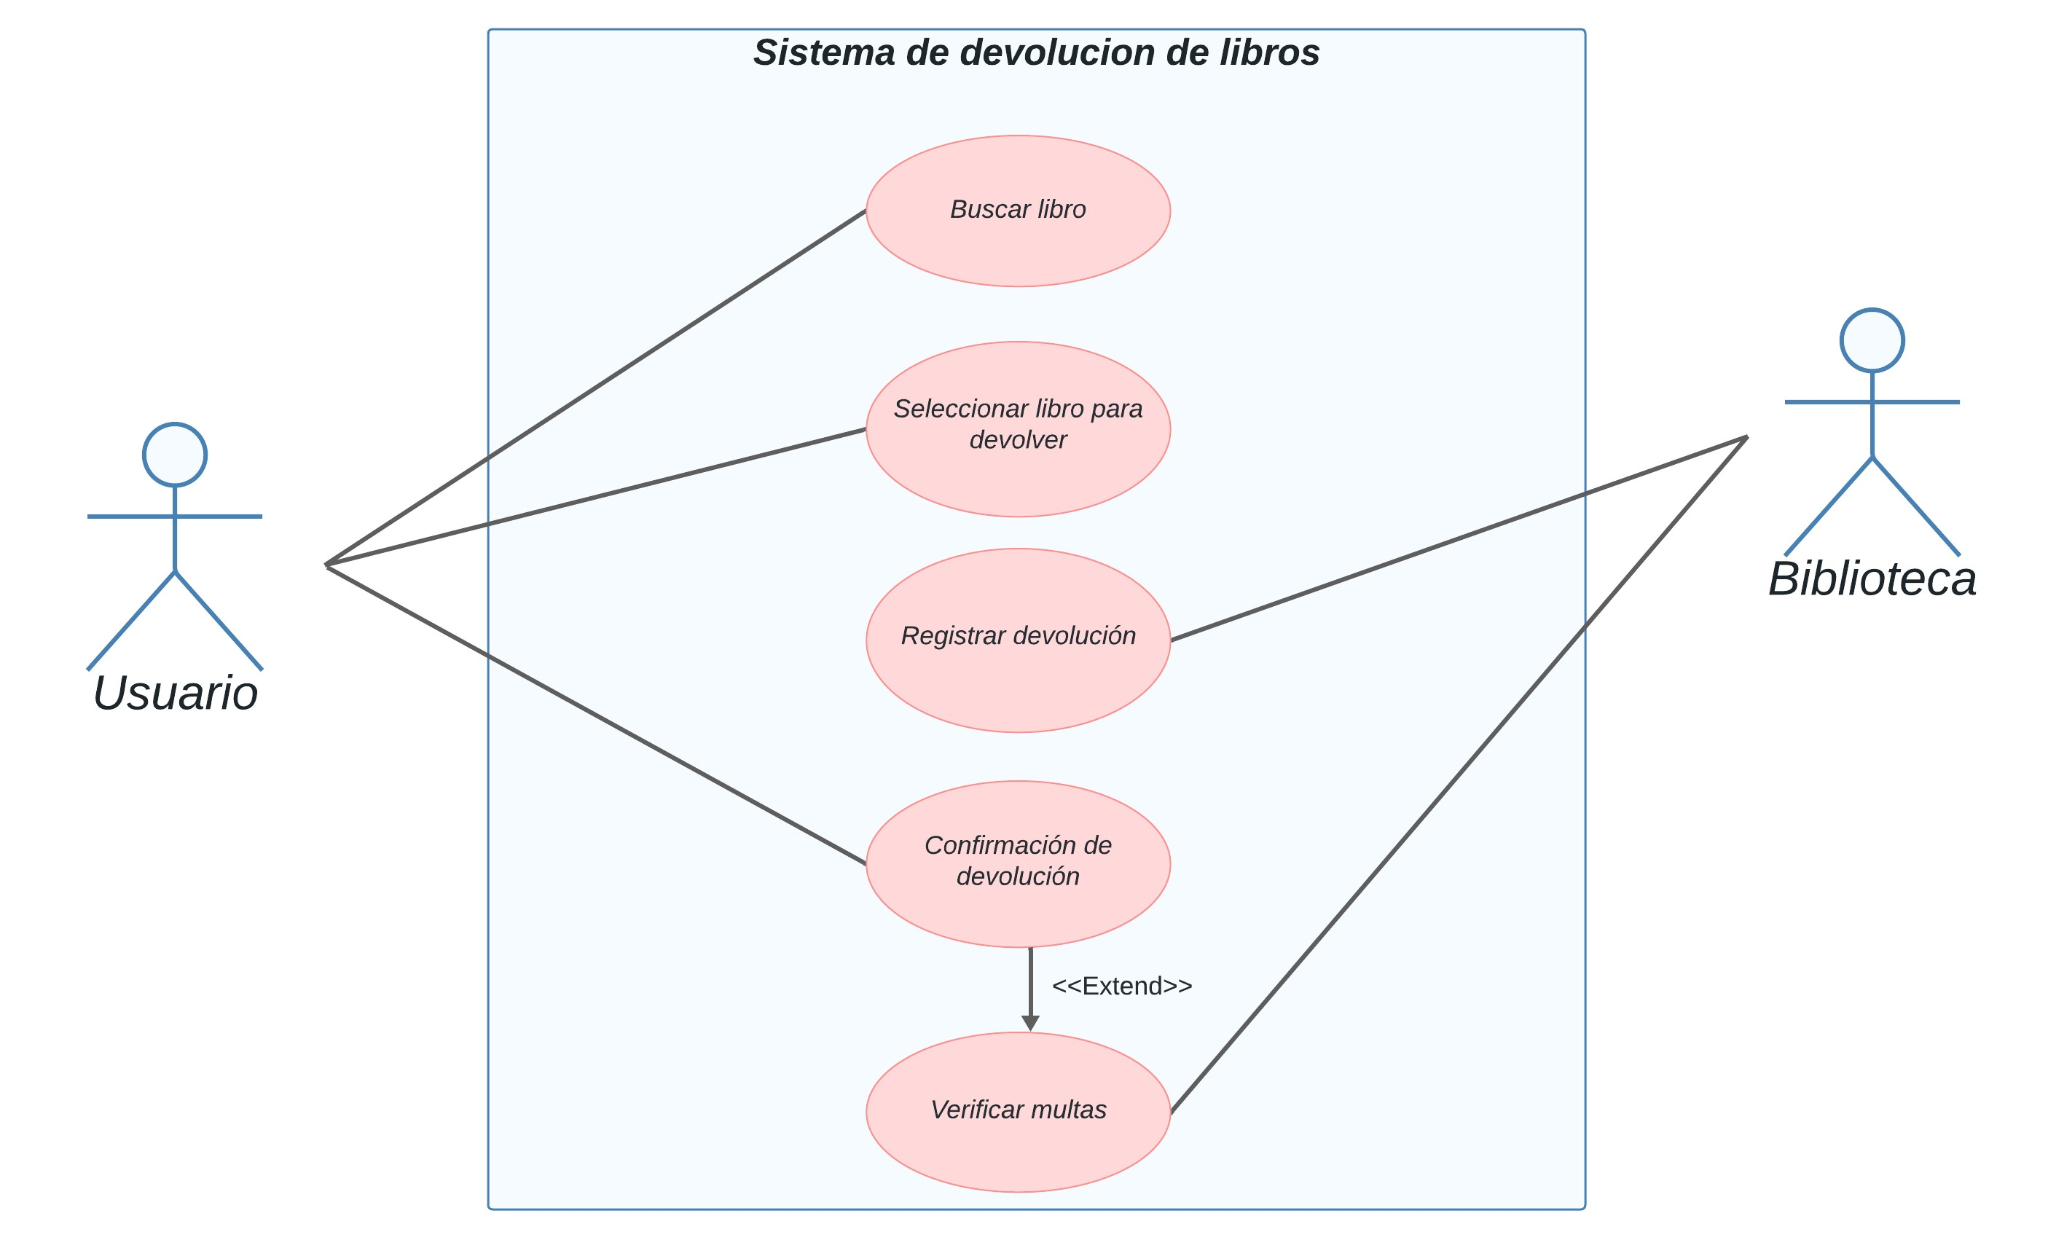 Sistema de devolucion de libros
Buscar libro
Seleccionar libro para
devolver
Registrar devolución
Confirmación de
devolución
<<Extend>>
Verificar multas
Usuario
Biblioteca